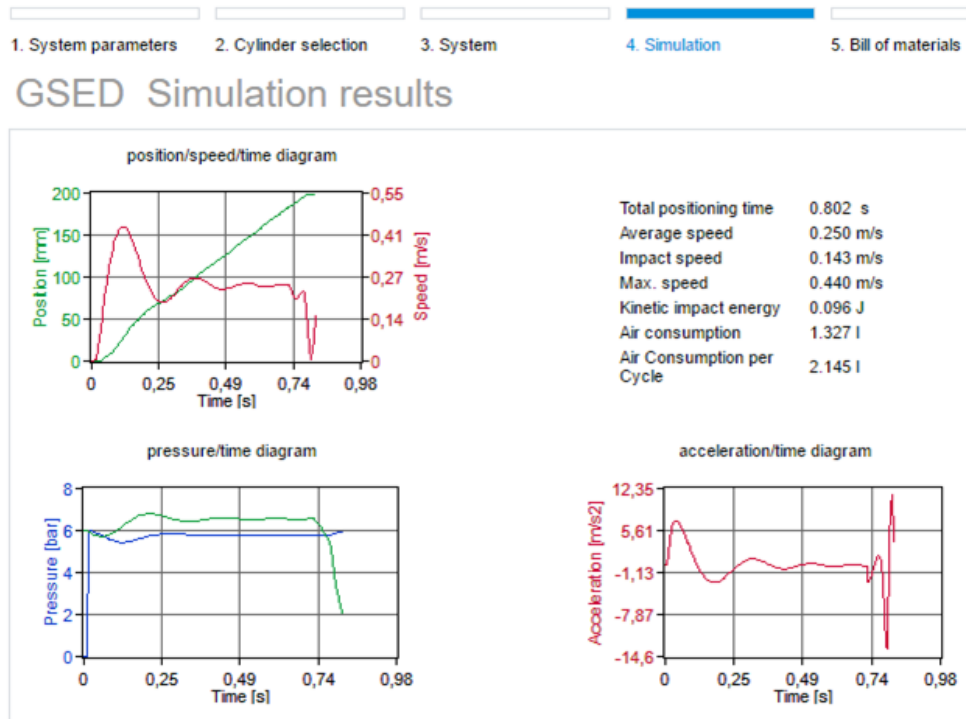 1. System parameters
2. Cylinder selection
3. System
4. Simulation
5. Bill of materials
GSED Simulation results
position/speed/time diagram
Position [mm]
200
150
100
50
0
0,55
0,41
0,27
0,14
0
Speed [m/s]
0
0,25
0,49
0,74
0,98
Time [s]
Total positioning time 0.802 s
Average speed 0.250 m/s
Impact speed 0.143 m/s
Max. speed 0.440 m/s
Kinetic impact energy 0.096 J
Air consumption 1.327 l
Air Consumption per
Cycle 2.145 l
pressure/time diagram
Pressure [bar]
8
6
4
2
0
0
0,25
0,49
0,74
0,98
Time [s]
acceleration/time diagram
Acceleration [m/s2]
12,35
5,61
-1,13
-7,87
-14,6
0
0,25
0,49
0,74
0,98
Time [s]